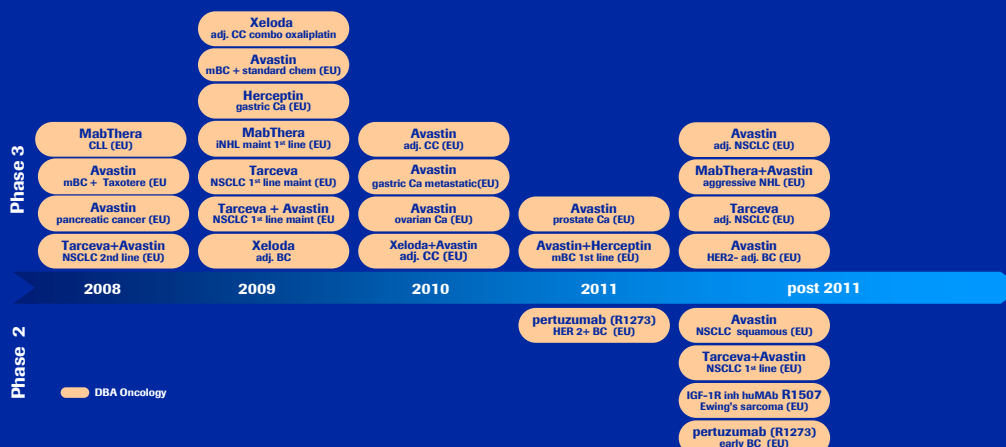 Xeloda
adj. CC combo oxaliplatin
Avastin
mBC + standard chem (EU)
Herceptin
gastric Ca (EU)
MabThera
CLL (EU)
MabThera
iNHL maint 1st line (EU)
Avastin
adj. CC (EU)
Avastin
adj. NSCLC (EU)
Avastin
mBC + Taxotere (EU
Tarceva
NSCLC 1st line maint (EU)
Avastin
gastric Ca metastatic(EU)
MabThera+Avastin
aggressive NHL (EU)
Avastin
pancreatic cancer (EU)
Tarceva + Avastin
NSCLC 1st line maint (EU
Avastin
ovarian Ca (EU)
Avastin
prostate Ca (EU)
Tarceva
adj. NSCLC (EU)
Tarceva+Avastin
NSCLC 2nd line (EU)
Xeloda
adj. BC
Xeloda+Avastin
adj. CC (EU)
Avastin+Herceptin
mBC 1st line (EU)
Avastin
HER2- adj. BC (EU)
Phase 3
2008 2009 2010 2011 post 2011
Phase 2
pertuzumab (R1273)
HER 2+ BC (EU)
Avastin
NSCLC squamous (EU)
Tarceva+Avastin
NSCLC 1st line (EU)
IGF-1R inh huMAb R1507
Ewing's sarcoma (EU)
pertuzumab (R1273)
early BC (EU)
DBA Oncology